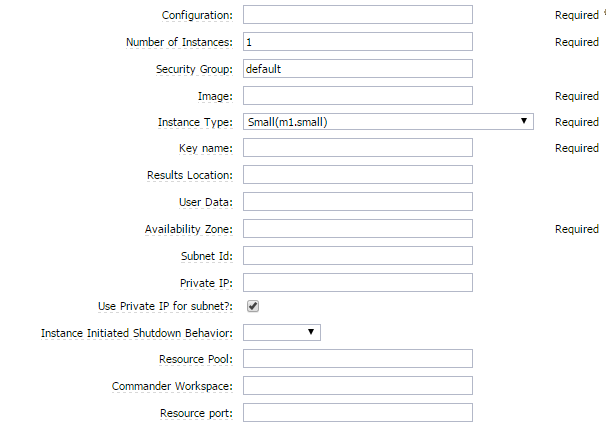 Configuration: Required
Number of Instances: 1 Required
Security Group: default
Image: Required
Instance Type: Small(m1.small) Required
Key name: Required
Results Location:
User Data:
Availability Zone: Required
Subnet Id:
Private IP:
Use Private IP for subnet?:
Instance Initiated Shutdown Behavior:
Resource Pool:
Commander Workspace:
Resource port: